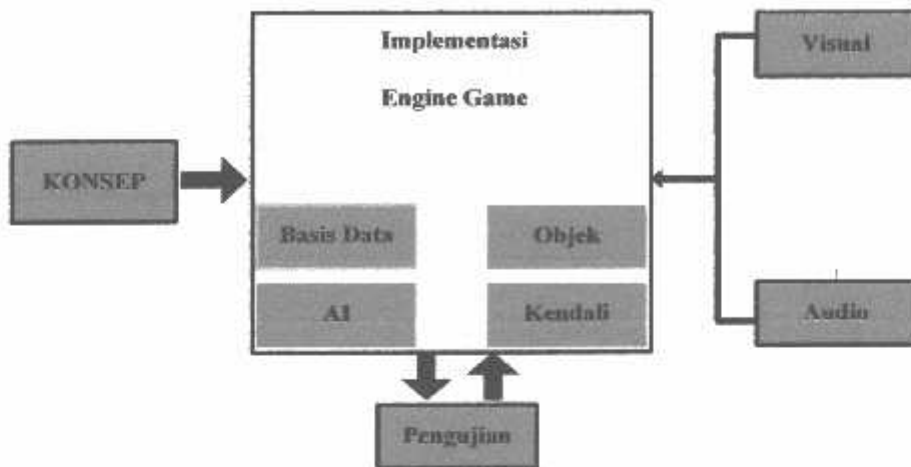 Implementasi
Engine Game
Visual
KONSEP
Basis Data
Objek
AI
Kendali
Audio
Pengujian